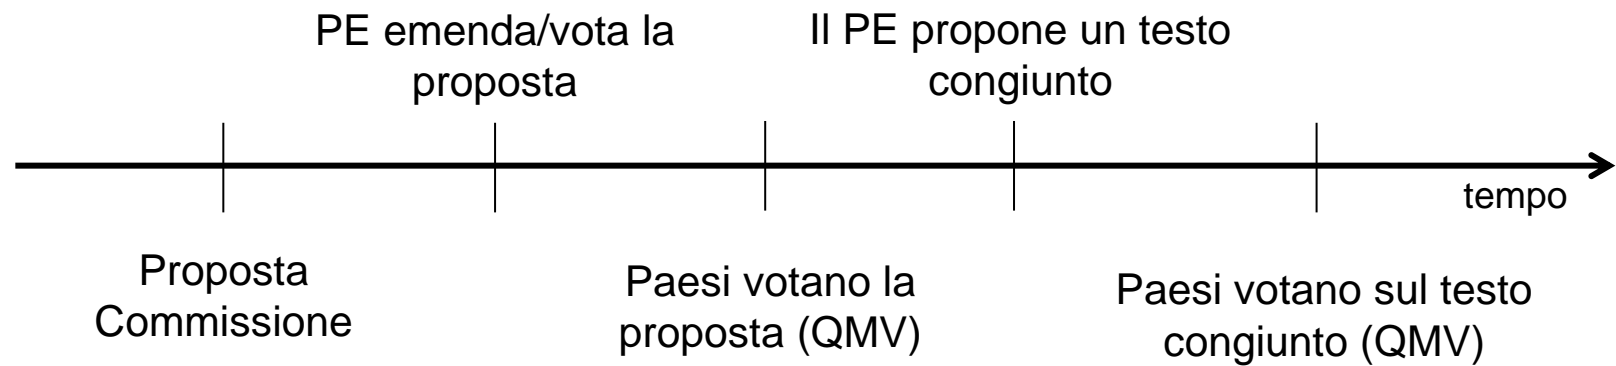 PE emenda/vota la
proposta
Il PE propone un testo
congiunto
tempo
Proposta
Commissione
Paesi votano la
proposta (QMV)
Paesi votano sul testo
congiunto (QMV)